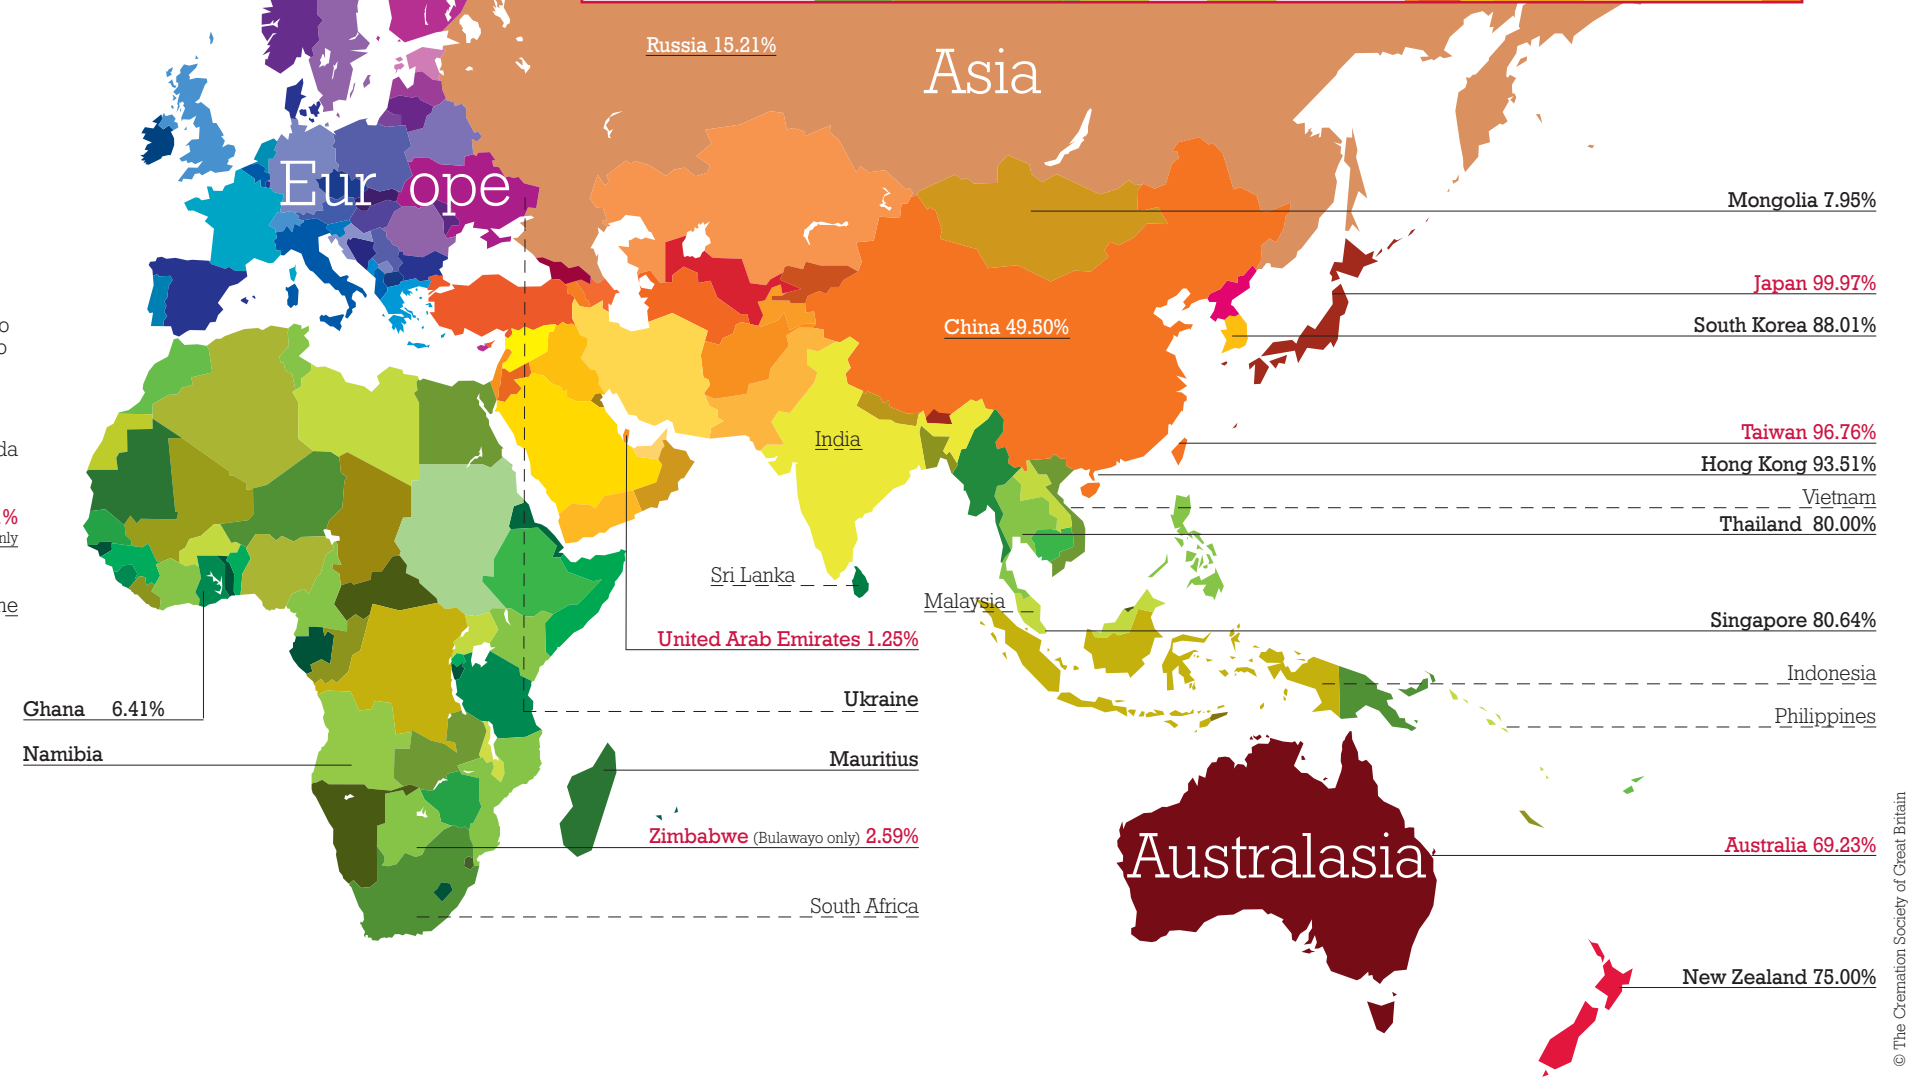 Russia 15.21%
Asia
Europe
Mongolia 7.95%
Japan 99.97%
China 49.50%
South Korea 88.01%
India
Taiwan 96.76%
Hong Kong 93.51%
Vietnam
Thailand 80.00%
Sri Lanka
Malaysia
Singapore 80.64%
United Arab Emirates 1.25%
Indonesia
Ukraine
Ghana 6.41%
Philippines
Namibia
Mauritius
Zimbabwe (Bulawayo only) 2.59%
Australia 69.23%
Australasia
South Africa
New Zealand 75.00%
© The Cremation Society of Great Britain